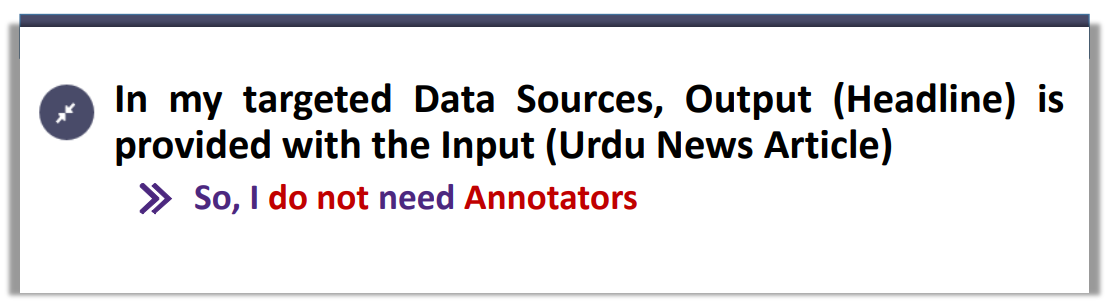 In my targeted Data Sources, Output (Headline) is
provided with the Input (Urdu News Article)
So, I do not need Annotators